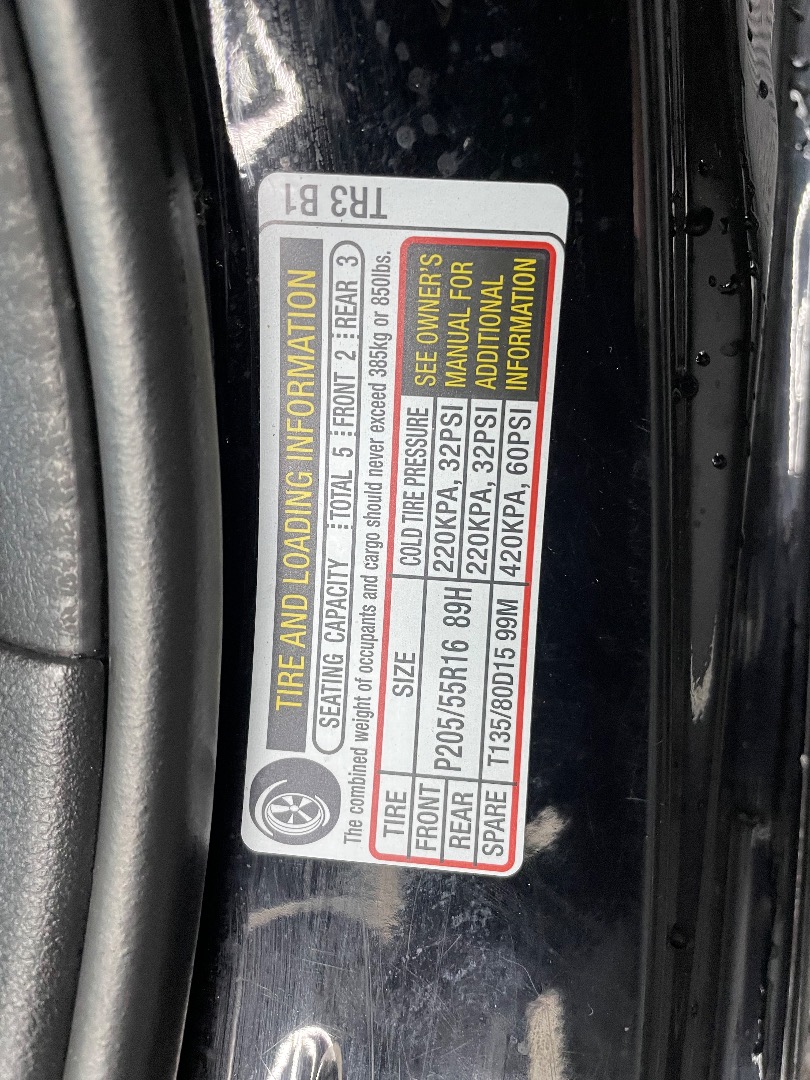 TIRE AND LOADING INFORMATION
SEATING CAPACITY TOTAL 5 FRONT 2 REAR 3
The combined weight of occupants and cargo should never exceed 385kg or 850lbs.
TIRE SIZE COLD TIRE PRESSURE
FRONT P205/55R16 89H 220KPA, 32PSI
REAR 220KPA, 32PSI
SPARE T135/80D15 99M 420KPA, 60PSI
SEE OWNER'S
MANUAL FOR
ADDITIONAL
INFORMATION
TR3 B1